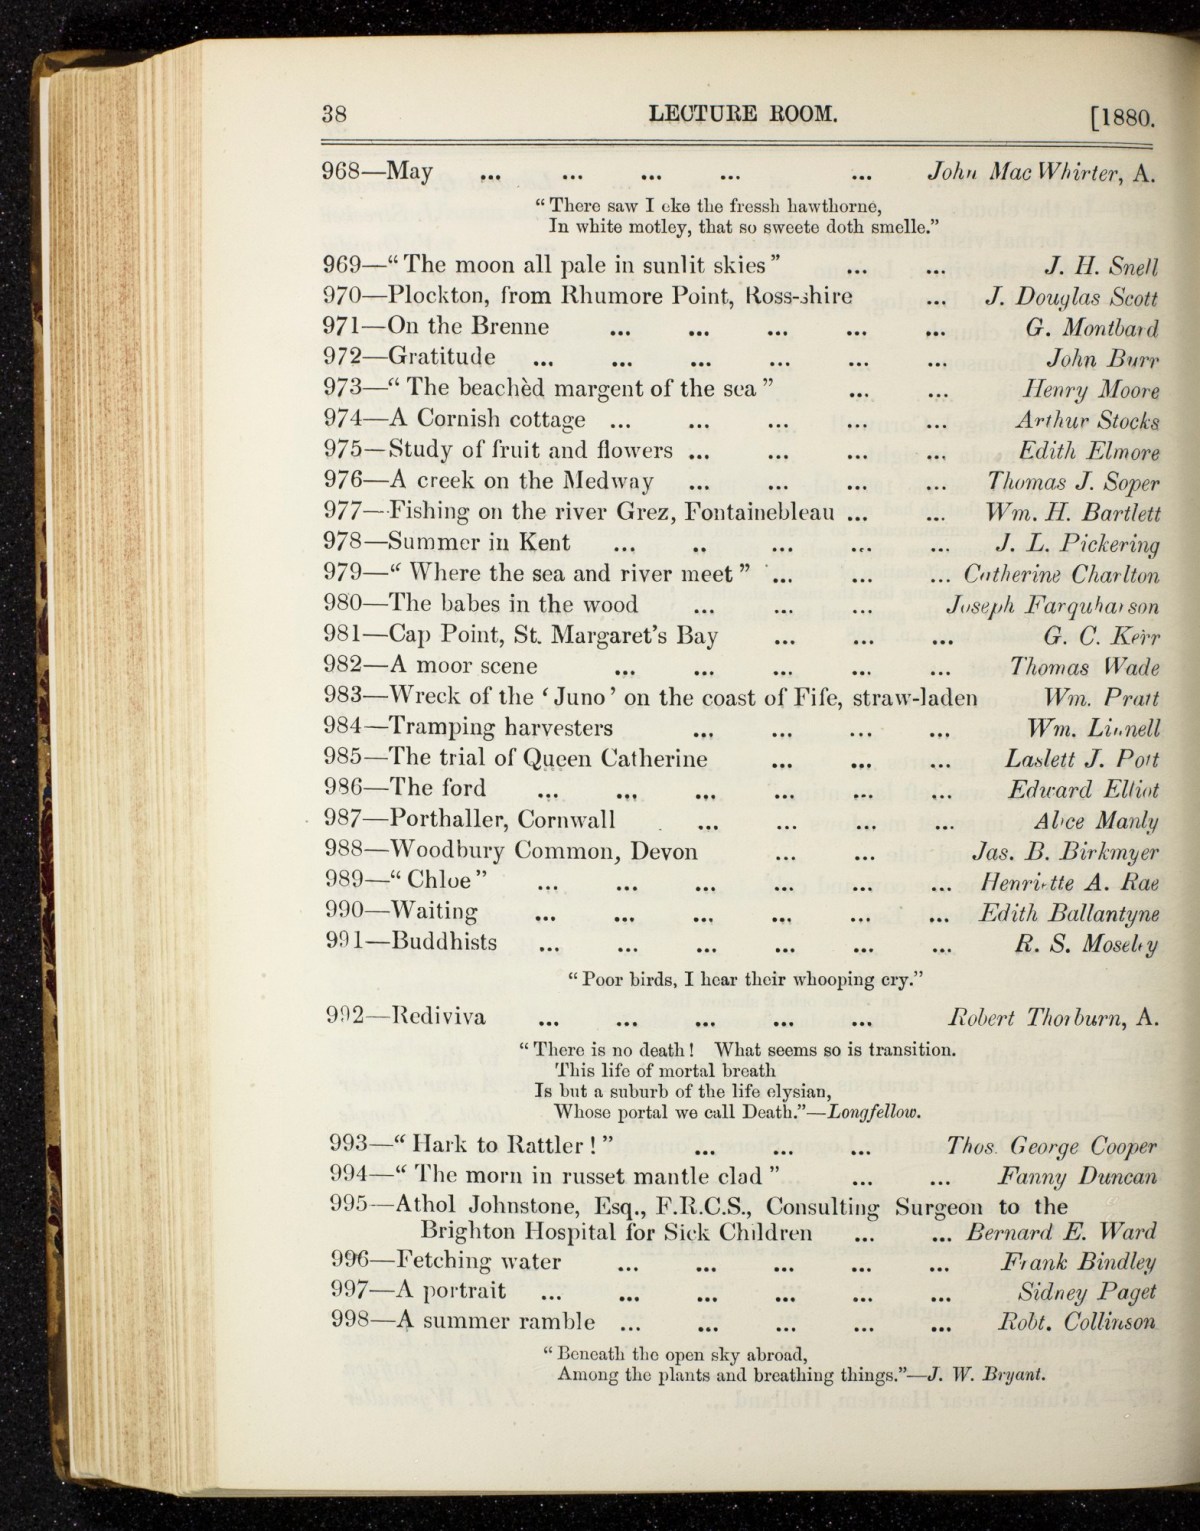 38 LECTURE ROOM. [1880.
968—May ... ... ... ... ... John MacWhirter, A.
"There saw I eke the fressh hawthorne,
In white motley, that so sweete doth smelle."
969—"The moon all pale in sunlit skies" ... ... J. H. Snell
970—Plockton, from Rhumore Point, Ross-shire ... J. Douglas Scott
971—On the Brenne ... ... ... ... ... G. Montbard
972—Gratitude ... ... ... ... ... ... John Burr
973—"The beachèd margent of the sea" ... ... Henry Moore
974—A Cornish cottage ... ... ... ... ... Arthur Stocks
975—Study of fruit and flowers ... ... ... ... Edith Elmore
976—A creek on the Medway ... ... ... ... Thomas J. Soper
977—Fishing on the river Grez, Fontainebleau ... ... Wm. H. Bartlett
978—Summer in Kent ... .. ... ... ... J. L. Pickering
979—"Where the sea and river meet" ... ... ... Catherine Charlton
980—The babes in the wood ... ... ... Joseph Farquharson
981—Cap Point, St. Margaret's Bay ... ... ... G. C. Kerr
982—A moor scene ... ... ... ... ... Thomas Wade
983—Wreck of the 'Juno' on the coast of Fife, straw-laden Wm. Pratt
984—Tramping harvesters ... ... ... ... Wm. Linnell
985—The trial of Queen Catherine ... ... ... Laslett J. Pott
986—The ford ... ... ... ... ... ... Edward Elliot
987—Porthaller, Cornwall ... ... ... ... Alice Manly
988—Woodbury Common, Devon ... ... Jas. B. Birkmyer
989—"Chloe" ... ... ... ... ... ... Henriette A. Rae
990—Waiting ... ... ... ... ... ... Edith Ballantyne
991—Buddhists ... ... ... ... ... ... R. S. Moseley
"Poor birds, I hear their whooping cry."
992—Rediviva ... ... ... ... ... Robert Thorburn, A.
"There is no death! What seems so is transition.
This life of mortal breath
Is but a suburb of the life elysian,
Whose portal we call Death."—Longfellow.
993—"Hark to Rattler!" ... ... ... Thos. George Cooper
994—"The morn in russet mantle clad" ... ... Fanny Duncan
995—Athol Johnstone, Esq., F.R.C.S., Consulting Surgeon to the
Brighton Hospital for Sick Children ... ... Bernard E. Ward
996—Fetching water ... ... ... ... ... Frank Bindley
997—A portrait ... ... ... ... ... ... Sidney Paget
998—A summer ramble ... ... ... ... ... Robt. Collinson
"Beneath the open sky abroad,
Among the plants and breathing things."—J. W. Bryant.